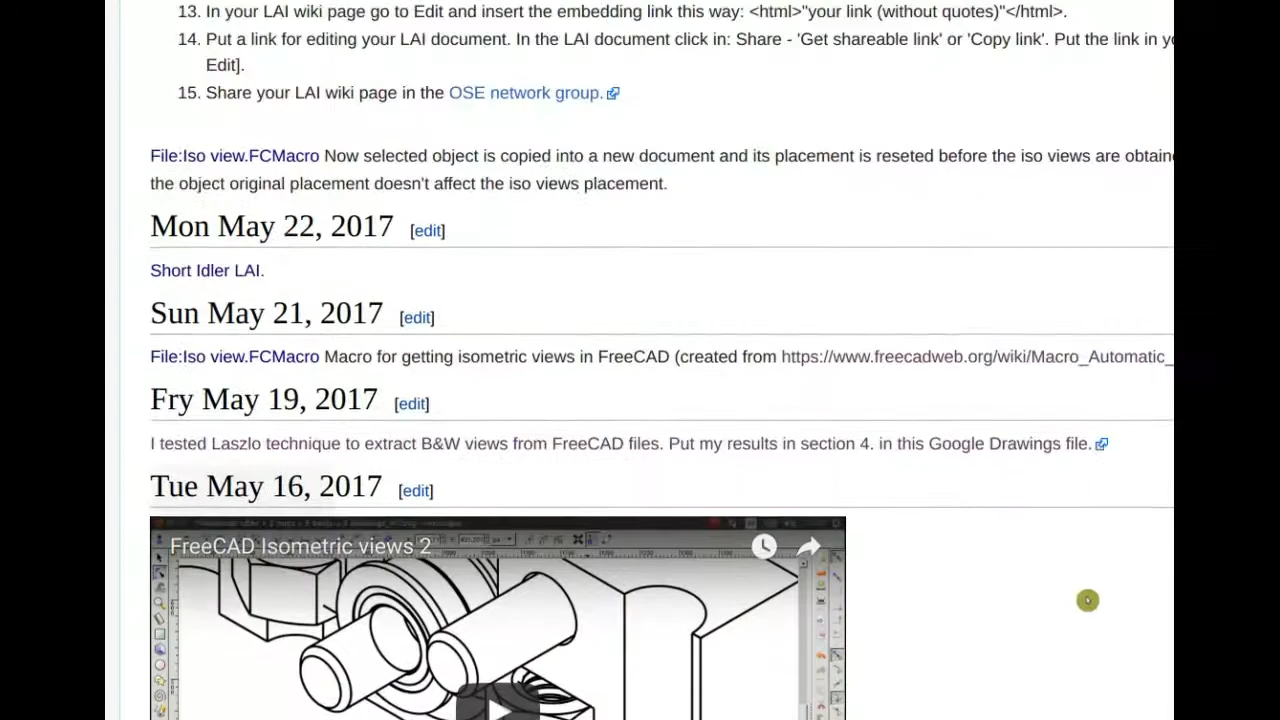 13. In your LAI wiki page go to Edit and insert the embedding link this way: <html>"your link (without quotes)"</html>.
14. Put a link for editing your LAI document. In the LAI document click in: Share - 'Get shareable link' or 'Copy link'. Put the link in
Edit].
15. Share your LAI wiki page in the OSE network group.
File:Iso view.FCMacro Now selected object is copied into a new document and its placement is reseted before the iso views are
the object original placement doesn't affect the iso views placement.
Mon May 22, 2017 [edit]
Short Idler LAI.
Sun May 21, 2017 [edit]
File:Iso view.FCMacro Macro for getting isometric views in FreeCAD (created from https://www.freecadweb.org/wiki/Macro_Automatic_
Fry May 19, 2017 [edit]
I tested Laszlo technique to extract B&W views from FreeCAD files. Put my results in section 4. in this Google Drawings file.
Tue May 16, 2017 [edit]
FreeCAD Isometric views 2